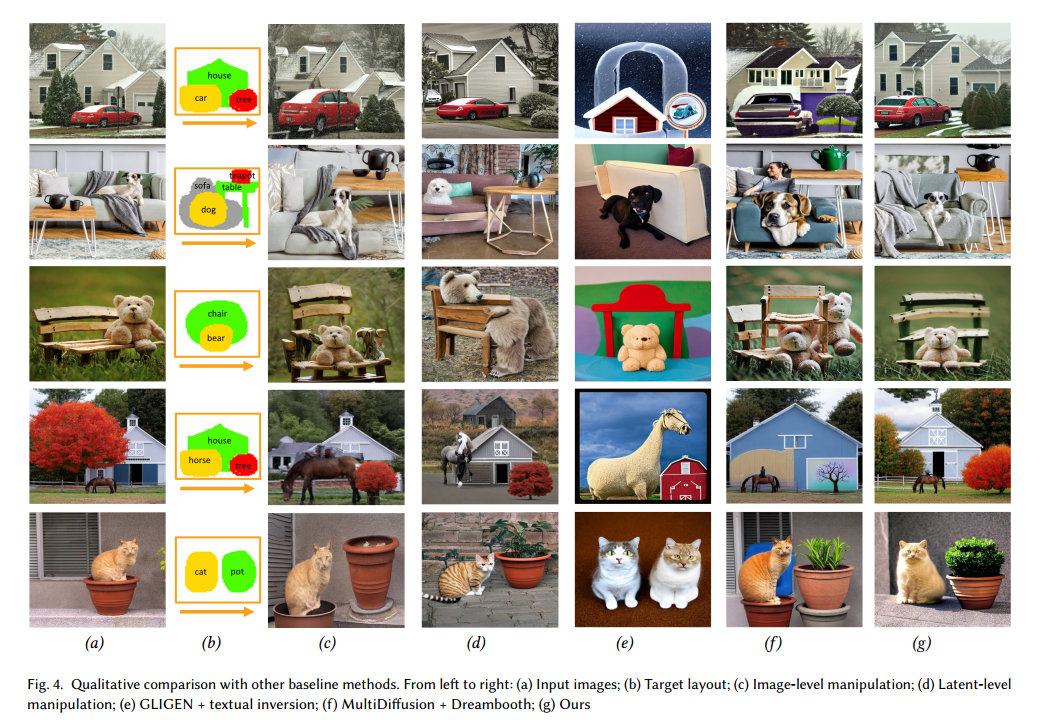 house
car
tree
teapot
sofa
table
dog
chair
bear
house
horse
tree
cat
pot
(a) (b) (c) (d) (e) (f) (g)
Fig. 4. Qualitative comparison with other baseline methods. From left to right: (a) Input images; (b) Target layout; (c) Image-level manipulation; (d) Latent-level
manipulation; (e) GLIGEN + textual inversion; (f) MultiDiffusion + Dreambooth; (g) Ours